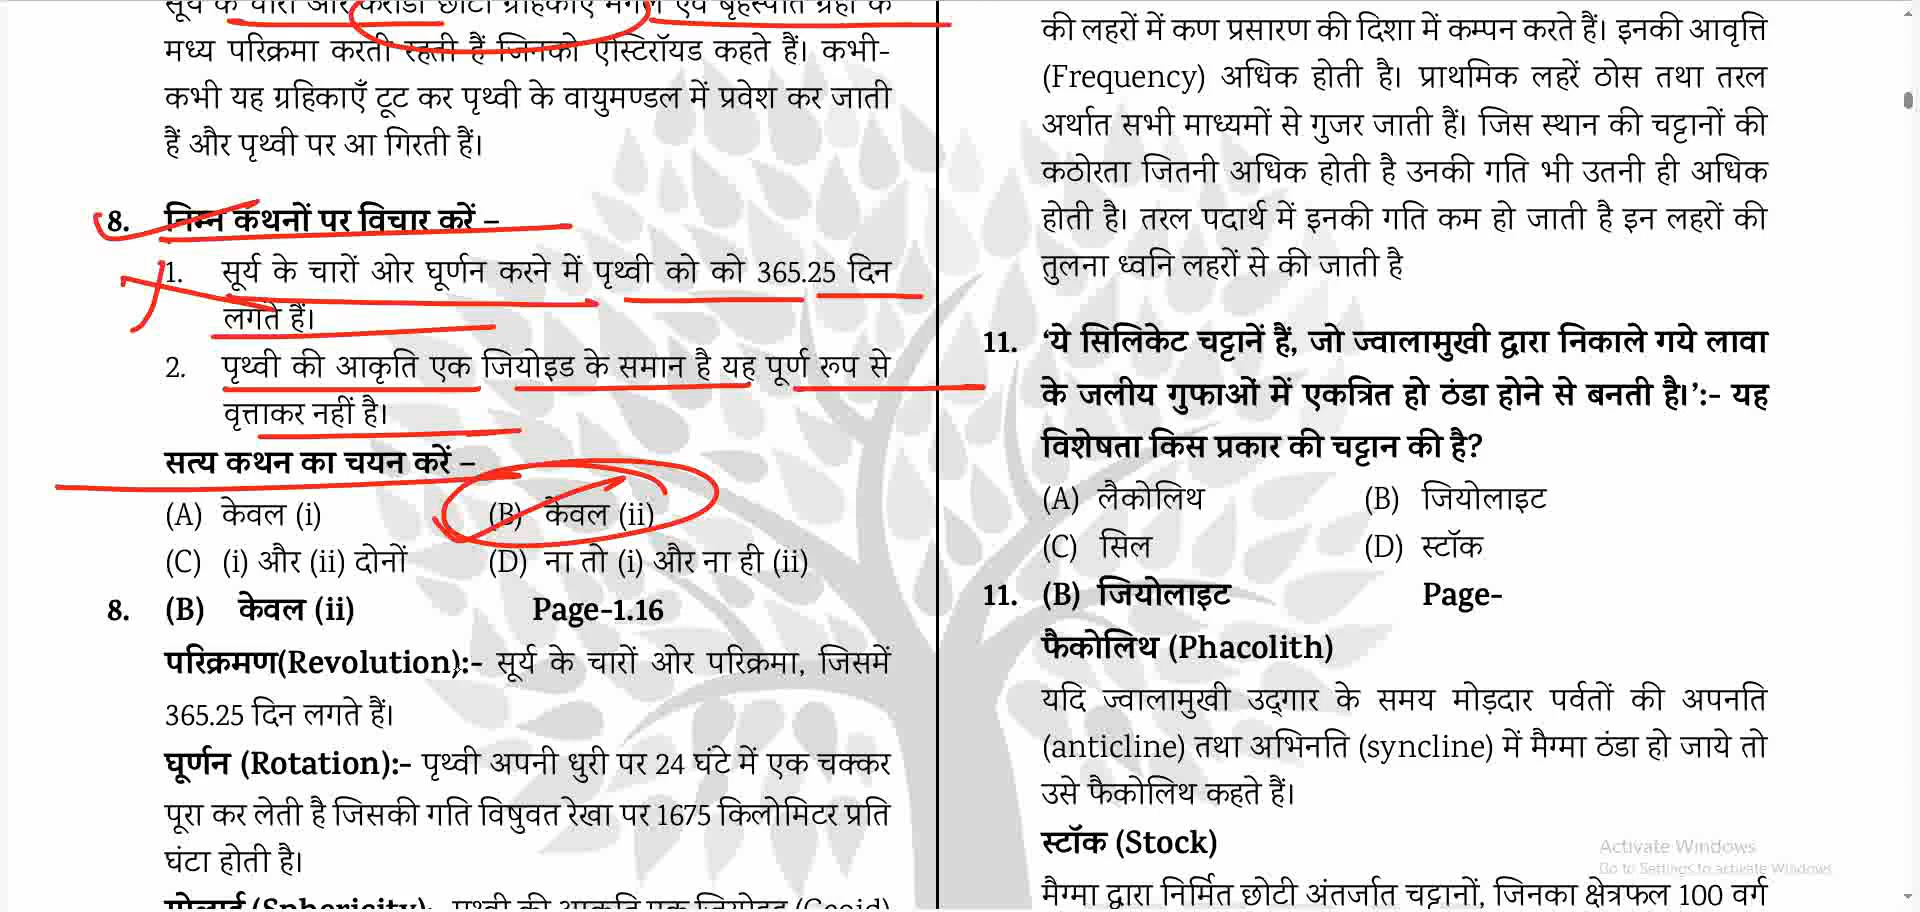 मध्य परिक्रमा करती रहती हैं जिनको एस्टिरॉयड कहते हैं। कभी-
कभी यह ग्रहिकाएँ टूट कर पृथ्वी के वायुमण्डल में प्रवेश कर जाती
हैं और पृथ्वी पर आ गिरती हैं।
8. निम्न कथनों पर विचार करें –
1. सूर्य के चारों ओर घूर्णन करने में पृथ्वी को को 365.25 दिन
लगते हैं।
2. पृथ्वी की आकृति एक जियोइड के समान है यह पूर्ण रूप से
वृत्ताकर नहीं है।
सत्य कथन का चयन करें –
(A) केवल (i) (B) केवल (ii)
(C) (i) और (ii) दोनों (D) ना तो (i) और ना ही (ii)
8. (B) केवल (ii) Page-1.16
परिक्रमण(Revolution):- सूर्य के चारों ओर परिक्रमा, जिसमें
365.25 दिन लगते हैं।
घूर्णन (Rotation):- पृथ्वी अपनी धुरी पर 24 घंटे में एक चक्कर
पूरा कर लेती है जिसकी गति विषुवत रेखा पर 1675 किलोमिटर प्रति
घंटा होती है।
की लहरों में कण प्रसारण की दिशा में कम्पन करते हैं। इनकी आवृत्ति
(Frequency) अधिक होती है। प्राथमिक लहरें ठोस तथा तरल
अर्थात सभी माध्यमों से गुजर जाती हैं। जिस स्थान की चट्टानों की
कठोरता जितनी अधिक होती है उनकी गति भी उतनी ही अधिक
होती है। तरल पदार्थ में इनकी गति कम हो जाती है इन लहरों की
तुलना ध्वनि लहरों से की जाती है
11. ‘ये सिलिकेट चट्टानें हैं, जो ज्वालामुखी द्वारा निकाले गये लावा
के जलीय गुफाओं में एकत्रित हो ठंडा होने से बनती है।’:- यह
विशेषता किस प्रकार की चट्टान की है?
(A) लैकोलिथ (B) जियोलाइट
(C) सिल (D) स्टॉक
11. (B) जियोलाइट Page-
फैकोलिथ (Phacolith)
यदि ज्वालामुखी उद्गार के समय मोड़दार पर्वतों की अपनति
(anticline) तथा अभिनति (syncline) में मैग्मा ठंडा हो जाये तो
उसे फैकोलिथ कहते हैं।
स्टॉक (Stock)
मैग्मा द्वारा निर्मित छोटी अंतर्जात चट्टानों, जिनका क्षेत्रफल 100 वर्ग
Activate Windows
Go to Settings to activate Windows.